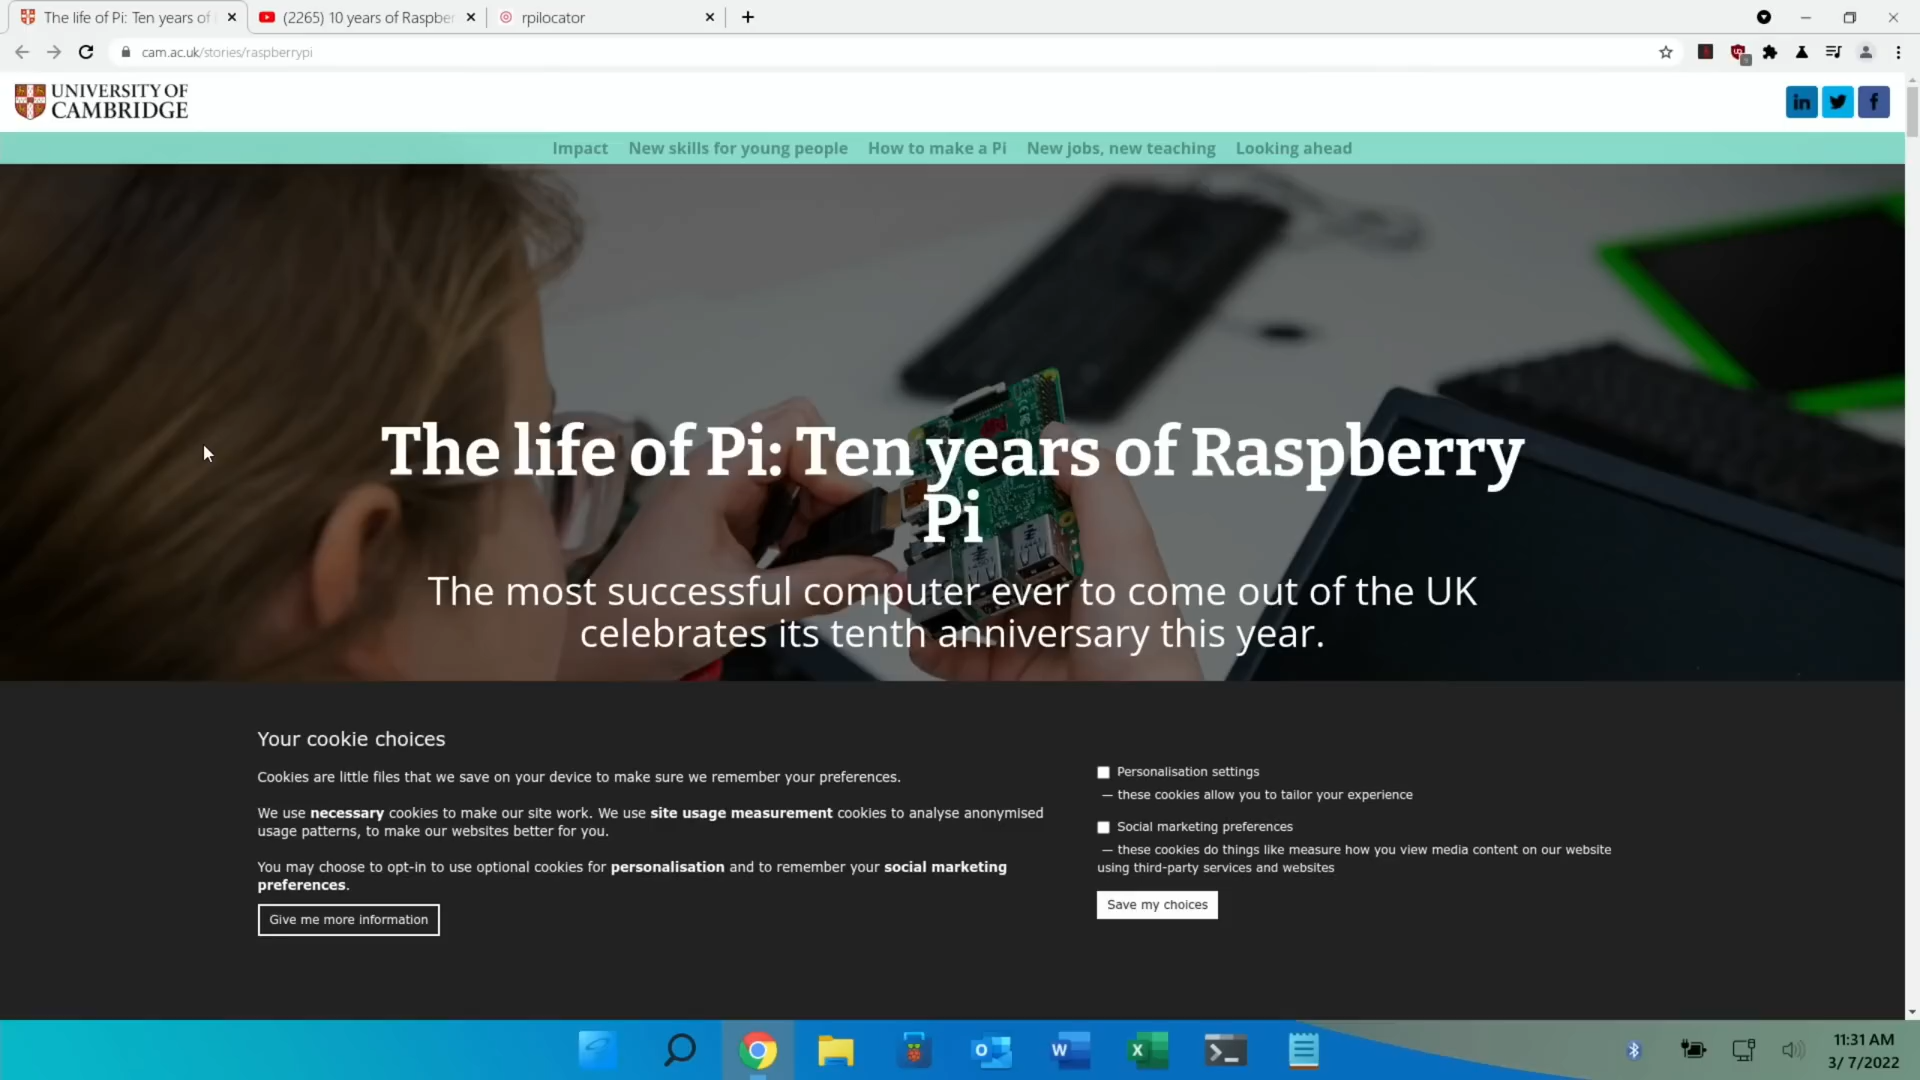 The life of Pi: Ten years of
(2265) 10 years of Raspber
rpilocator
cam.ac.uk/stories/raspberrypi
UNIVERSITY OF
CAMBRIDGE
Impact New skills for young people How to make a Pi New jobs, new teaching Looking ahead
The life of Pi: Ten years of Raspberry
Pi
The most successful computer ever to come out of the UK
celebrates its tenth anniversary this year.
Your cookie choices
Cookies are little files that we save on your device to make sure we remember your preferences.
We use necessary cookies to make our site work. We use site usage measurement cookies to analyse anonymised
usage patterns, to make our websites better for you.
You may choose to opt-in to use optional cookies for personalisation and to remember your social marketing
preferences.
Give me more information
Personalisation settings
— these cookies allow you to tailor your experience
Social marketing preferences
— these cookies do things like measure how you view media content on our website
using third-party services and websites
Save my choices
11:31 AM
3/ 7/2022